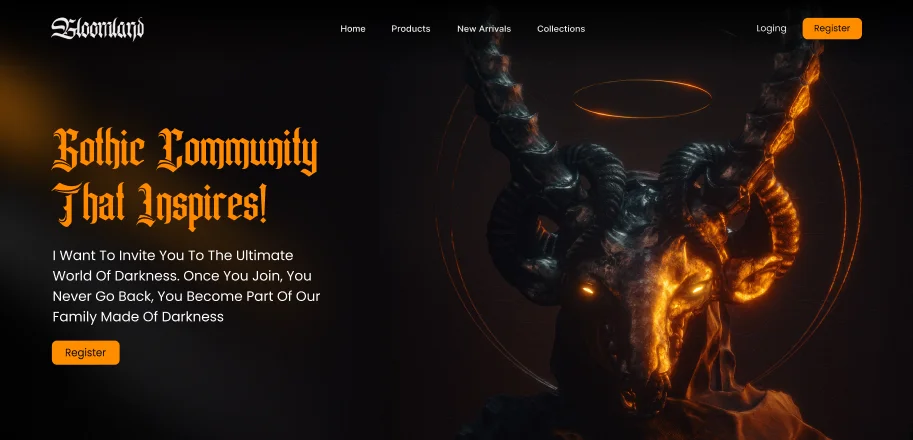 Bloomland
Home
Products
New Arrivals
Collections
Loging
Register
Gothic Community
That Inspires!
I Want To Invite You To The Ultimate
World Of Darkness. Once You Join, You
Never Go Back, You Become Part Of Our
Family Made Of Darkness
Register